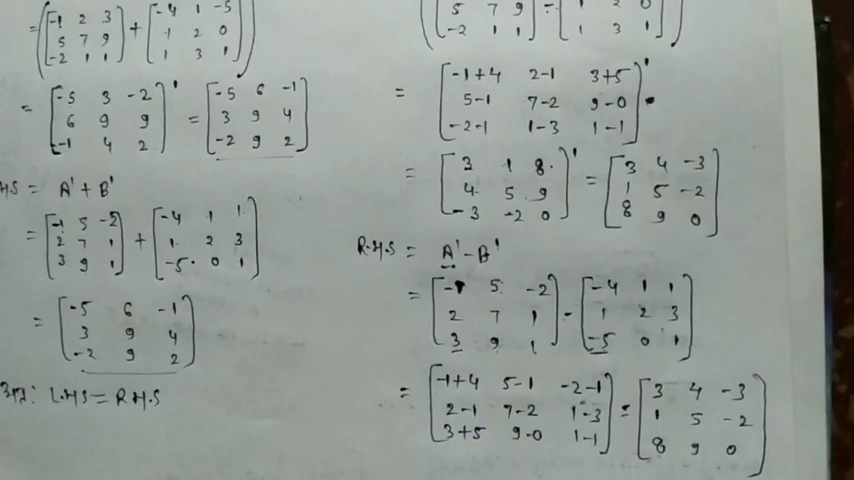 = ([-1 2 3] + [-4 1 -5])
5 7 9 1 2 0
-2 1 1 1 3 1
= [-5 3 -2]' = [-5 6 -1]
6 9 9 3 9 4
-1 4 2 -2 9 2
H.S = A' + B'
= [-1 5 -2] + [-4 1 1]
2 7 1 1 2 3
3 9 1 -5 0 1
= [-5 6 -1]
3 9 4
-2 9 2
L.H.S = R.H.S
5 7 9 - 1 2 0
-2 1 1 1 3 1
= [-1+4 2-1 3+5]'
5-1 7-2 9-0
-2-1 1-3 1-1
= [3 1 8]' = [3 4 -3]
4 5 9 1 5 -2
-3 -2 0 8 9 0
R.H.S = A' - B'
= [-1 5 -2] - [-4 1 1]
2 7 1 1 2 3
3 9 1 -5 0 1
= [-1+4 5-1 -2-1] = [3 4 -3]
2-1 7-2 1-3 1 5 -2
3+5 9-0 1-1 8 9 0